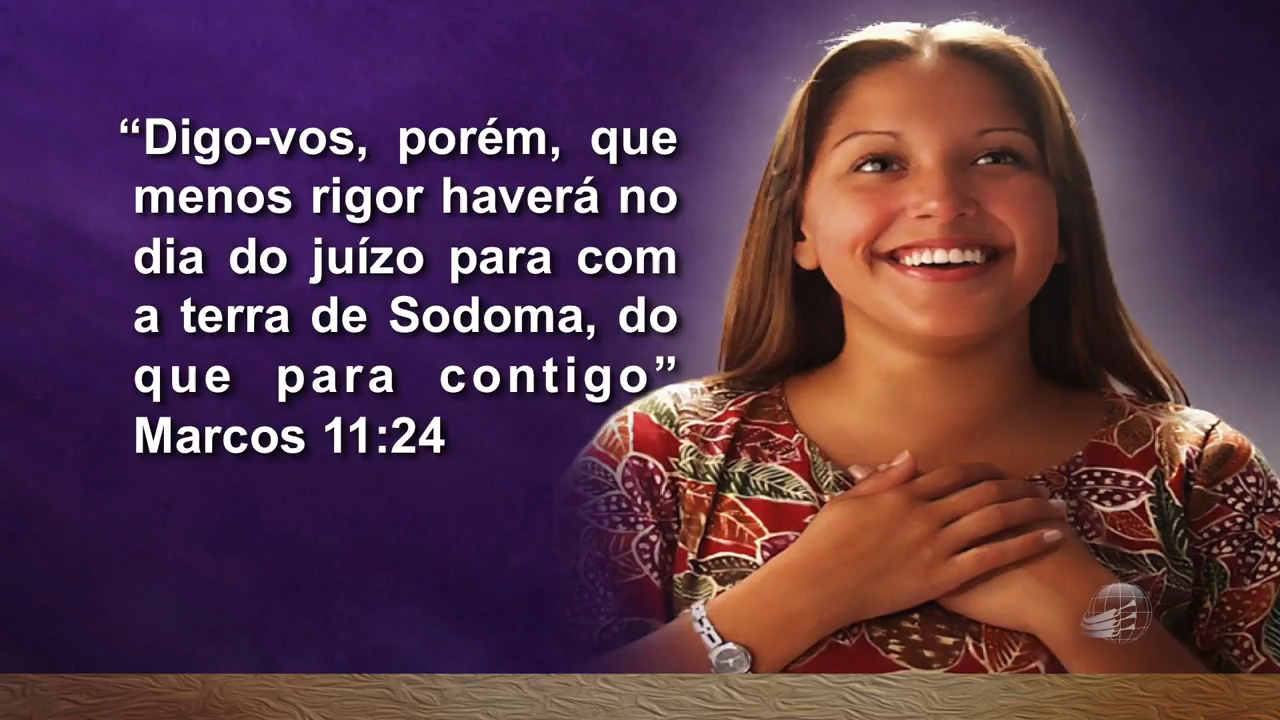 “Digo-vos, porém, que
menos rigor haverá no
dia do juízo para com
a terra de Sodoma, do
que para contigo”
Marcos 11:24